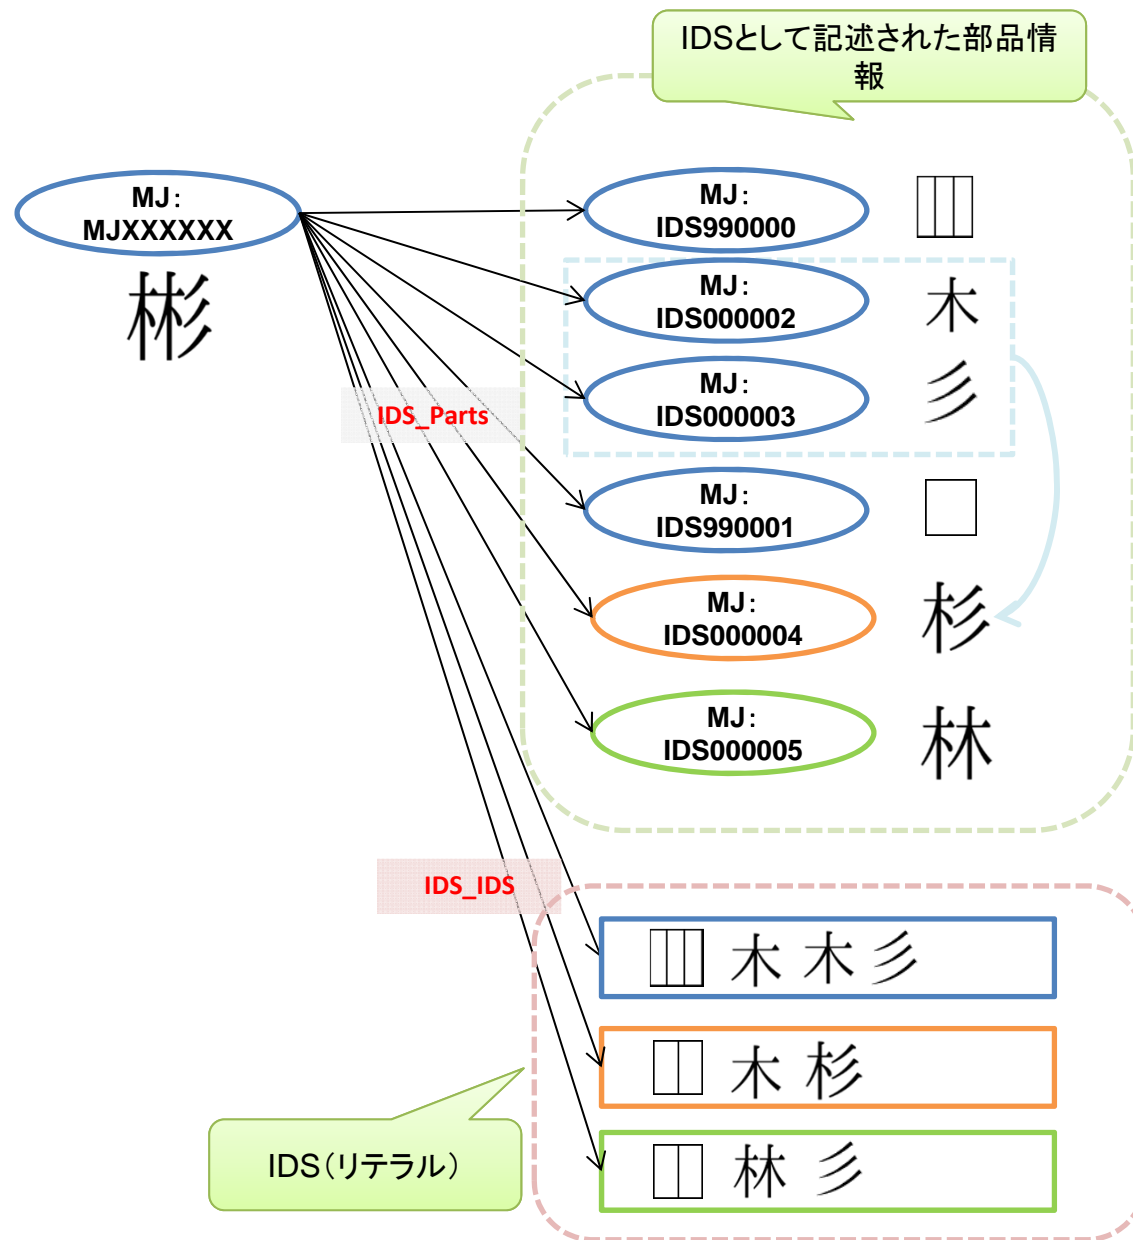 IDSとして記述された部品情
報
MJ：
MJXXXXXX
彬
MJ：
IDS990000
⿲
MJ：
IDS000002
木
MJ：
IDS000003
彡
IDS_Parts
MJ：
IDS990001
□
MJ：
IDS000004
杉
MJ：
IDS000005
林
IDS_IDS
⿲ 木 木 彡
⿰ 木 杉
⿰ 林 彡
IDS（リテラル）